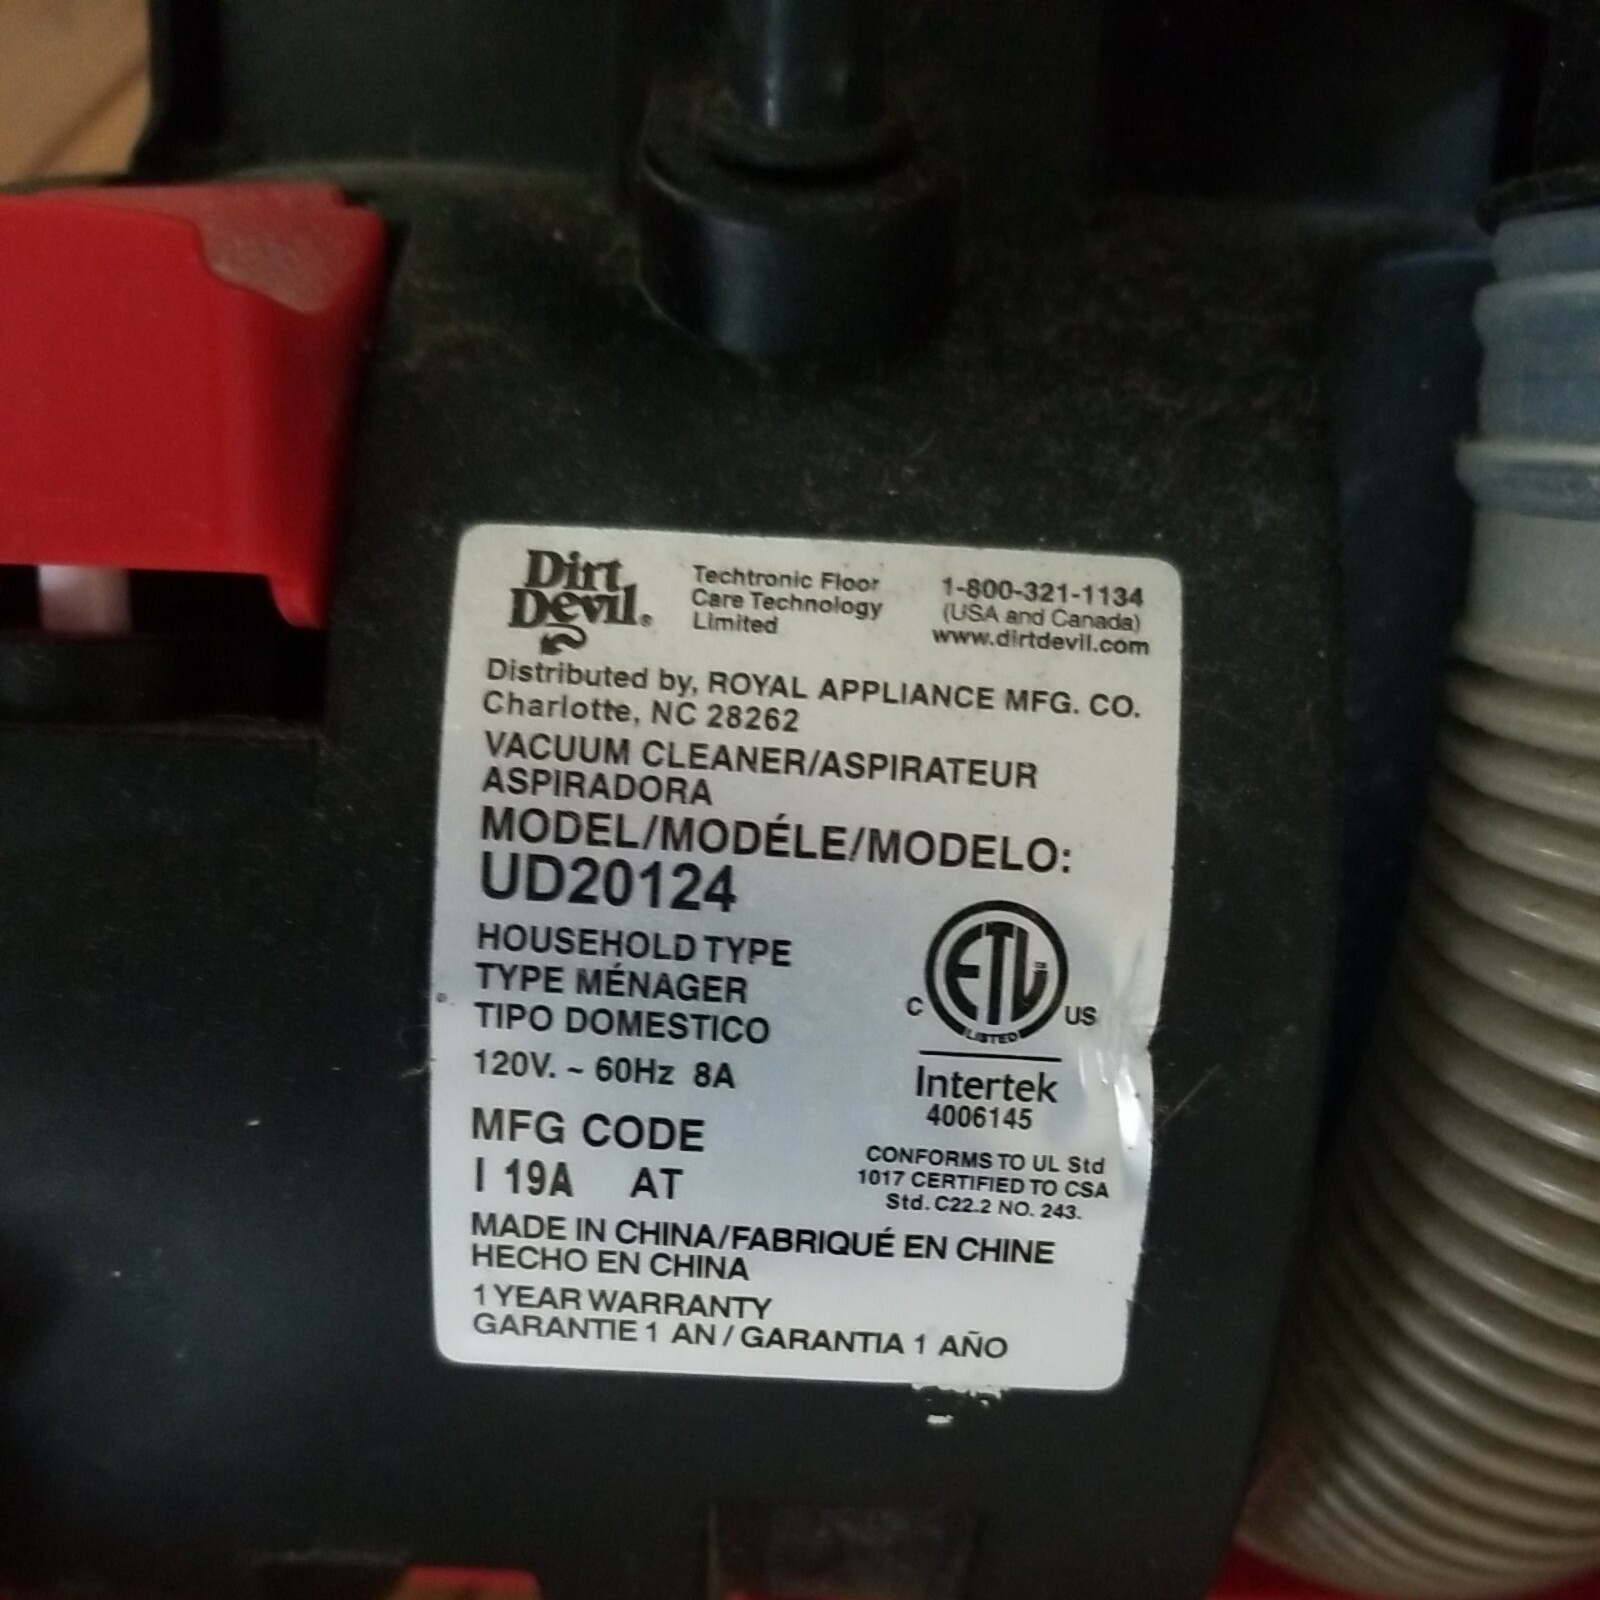 Dirt
Devil®
Techtronic Floor
Care Technology
Limited
1-800-321-1134
(USA and Canada)
www.dirtdevil.com
Distributed by, ROYAL APPLIANCE MFG. CO.
Charlotte, NC 28262
VACUUM CLEANER/ASPIRATEUR
ASPIRADORA
MODEL/MODÉLE/MODELO:
UD20124
HOUSEHOLD TYPE
TYPE MÉNAGER
TIPO DOMESTICO
120V. ~ 60Hz 8A
MFG CODE
I 19A AT
C ETL US
LISTED
Intertek
4006145
CONFORMS TO UL Std
1017 CERTIFIED TO CSA
Std. C22.2 NO. 243.
MADE IN CHINA/FABRIQUÉ EN CHINE
HECHO EN CHINA
1 YEAR WARRANTY
GARANTIE 1 AN / GARANTIA 1 AÑO